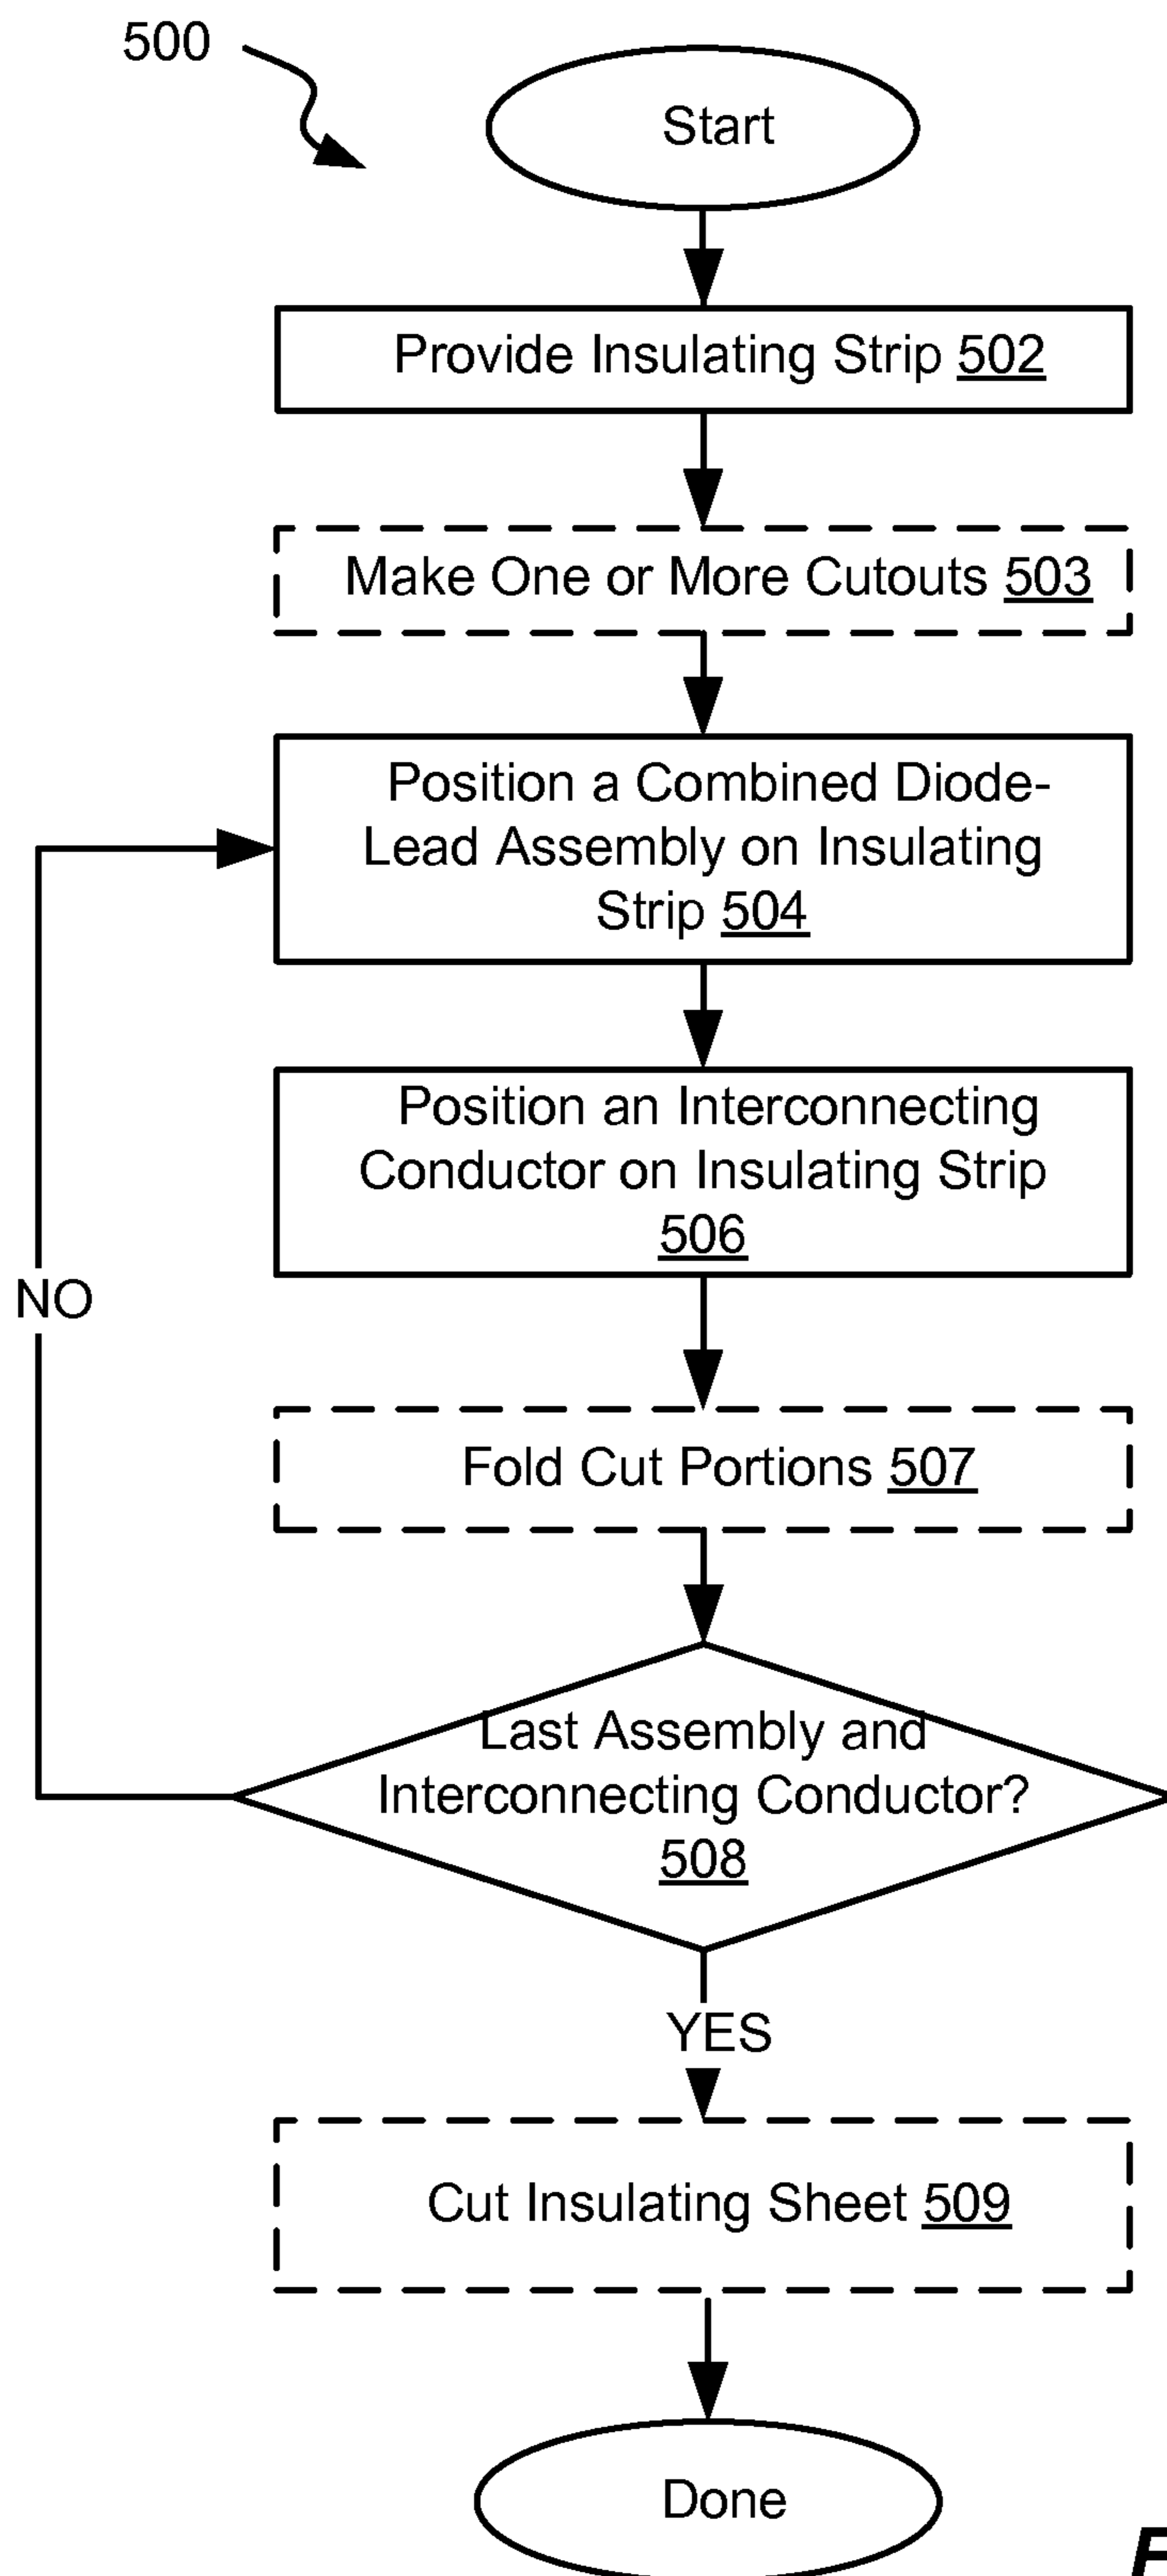 500
Start
Provide Insulating Strip 502
Make One or More Cutouts 503
Position a Combined Diode-
Lead Assembly on Insulating
Strip 504
Position an Interconnecting
Conductor on Insulating Strip
506
NO
Fold Cut Portions 507
Last Assembly and
Interconnecting Conductor?
508
YES
Cut Insulating Sheet 509
Done